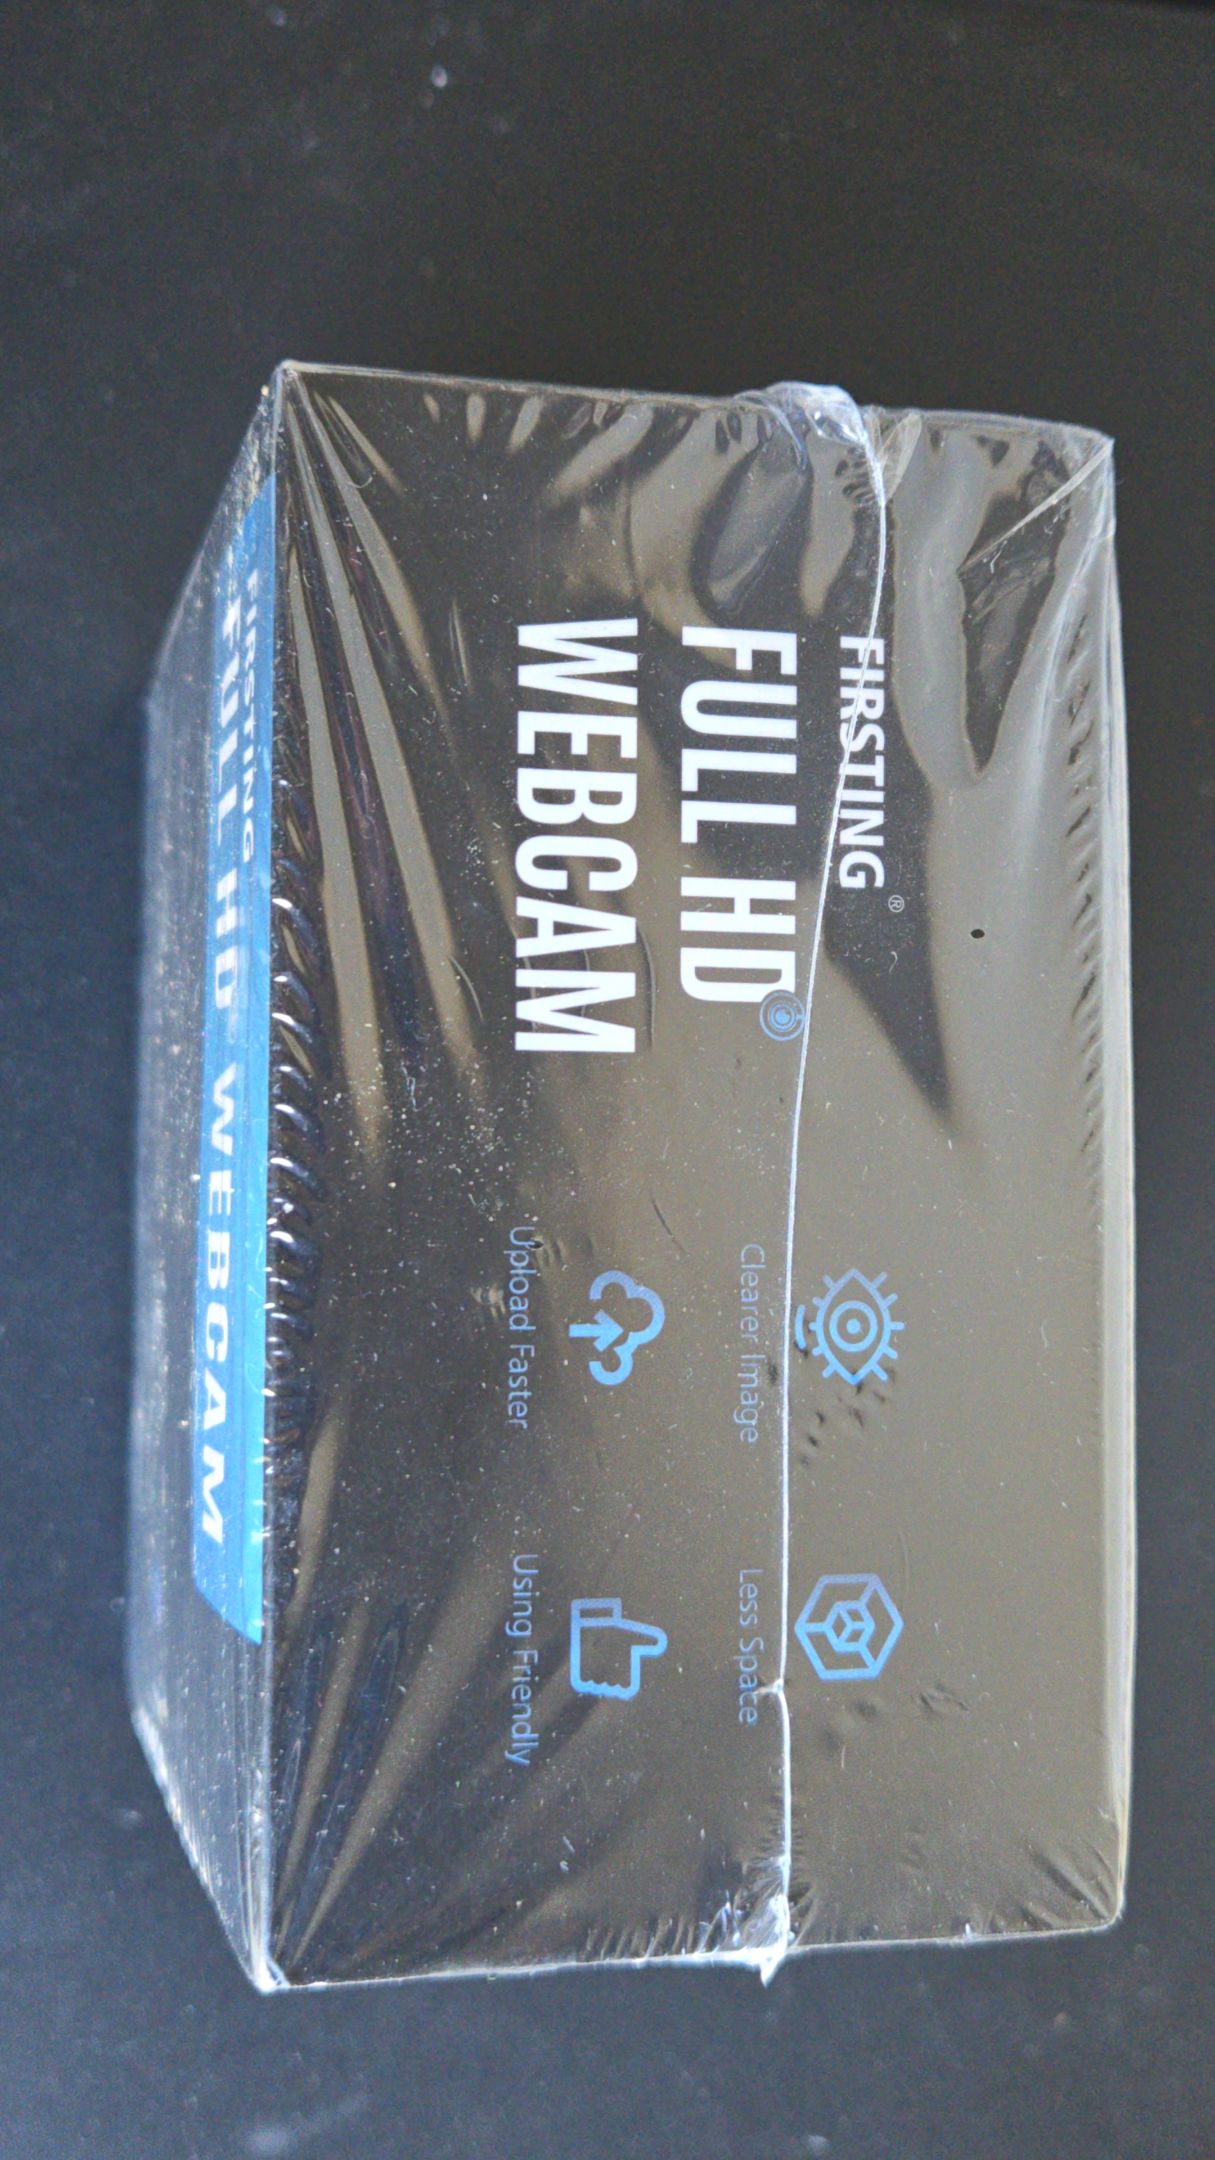 FIRSTING®
FULL HD
WEBCAM
Clearer Image
Less Space
Upload Faster
Using Friendly
FIRSTING
FULL HD WEBCAM